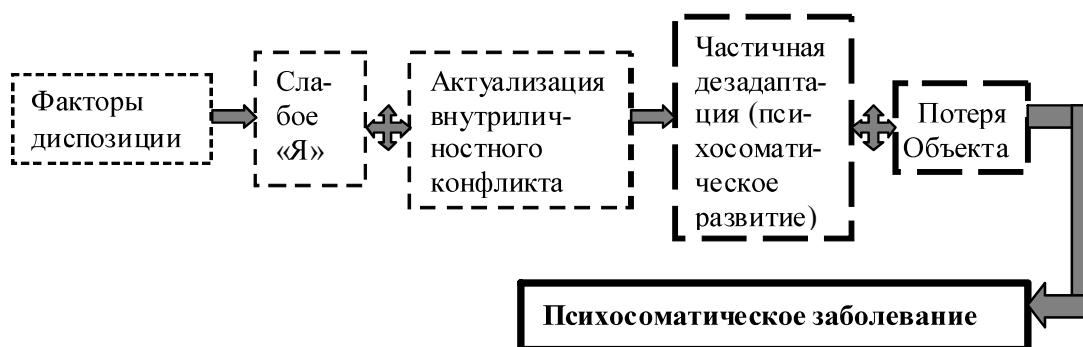 Факторы
диспозиции
Сла-
бое
«Я»
Актуализация
внутрилич-
ностного
конфликта
Частичная
дезадапта-
ция (пси-
хосомати-
ческое
развитие)
Потеря
Объекта
Психосоматическое заболевание